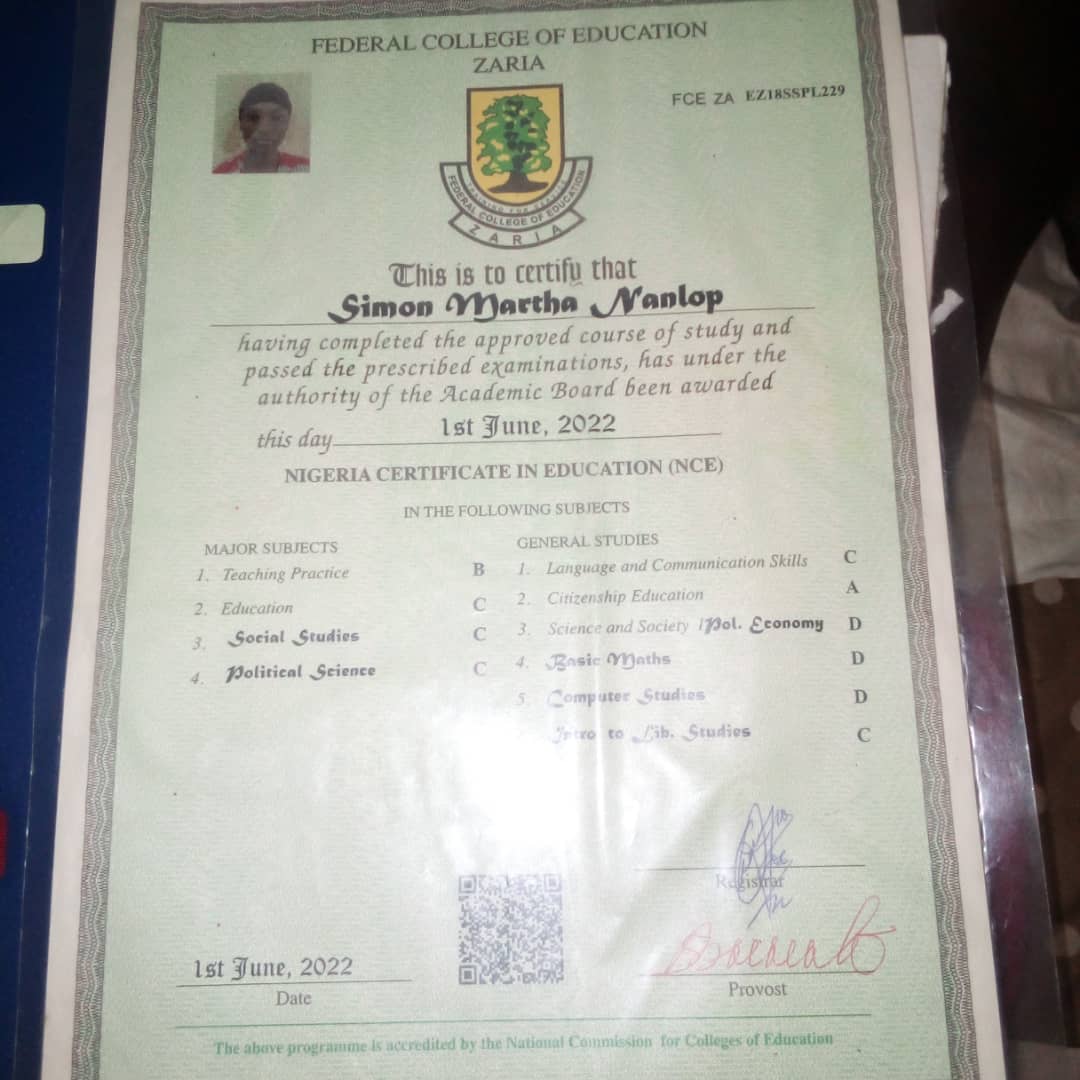 FEDERAL COLLEGE OF EDUCATION
ZARIA
FCE ZA EZ18SSPL229
FEDERAL COLLEGE OF EDUCATION
ZARIA
This is to certify that
Simon Martha Nanlop
having completed the approved course of study and
passed the prescribed examinations, has under the
authority of the Academic Board been awarded
this day 1st June, 2022
NIGERIA CERTIFICATE IN EDUCATION (NCE)
IN THE FOLLOWING SUBJECTS
MAJOR SUBJECTS
1. Teaching Practice B
2. Education C
3. Social Studies C
4. Political Science C
GENERAL STUDIES
1. Language and Communication Skills C
2. Citizenship Education A
3. Science and Society /Pol. Economy D
4. Basic Maths D
5. Computer Studies D
Intro to Lib. Studies C
Registrar
1st June, 2022
Date
Provost
The above programme is accredited by the National Commission for Colleges of Education